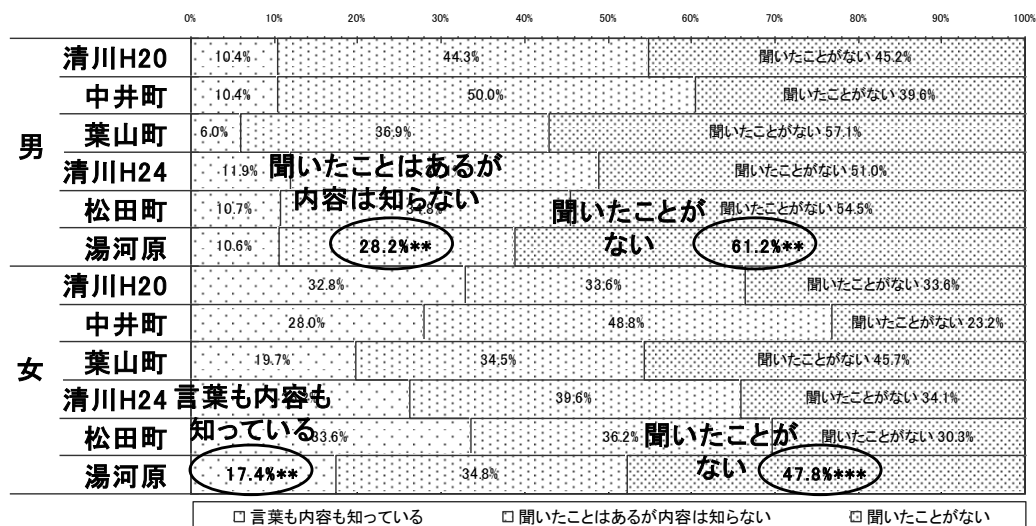 0% 10% 20% 30% 40% 50% 60% 70% 80% 90% 100%
男
清川H20 10.4% 44.3% 聞いたことがない 45.2%
中井町 10.4% 50.0% 聞いたことがない 39.6%
葉山町 6.0% 36.9% 聞いたことがない 57.1%
清川H24 11.9% 聞いたことがない 51.0%
聞いたことはあるが
内容は知らない
松田町 10.7% 34.8% 聞いたことがない 54.5%
聞いたことが
ない
湯河原 10.6% 28.2%** 61.2%**
女
清川H20 32.8% 33.6% 聞いたことがない 33.6%
中井町 28.0% 48.8% 聞いたことがない 23.2%
葉山町 19.7% 34.5% 聞いたことがない 45.7%
清川H24 39.6% 聞いたことがない 34.1%
言葉も内容も
知っている
松田町 33.6% 36.2% 聞いたことがない 30.3%
聞いたことが
ない
湯河原 17.4%** 34.8% 47.8%***
言葉も内容も知っている 聞いたことはあるが内容は知らない 聞いたことがない